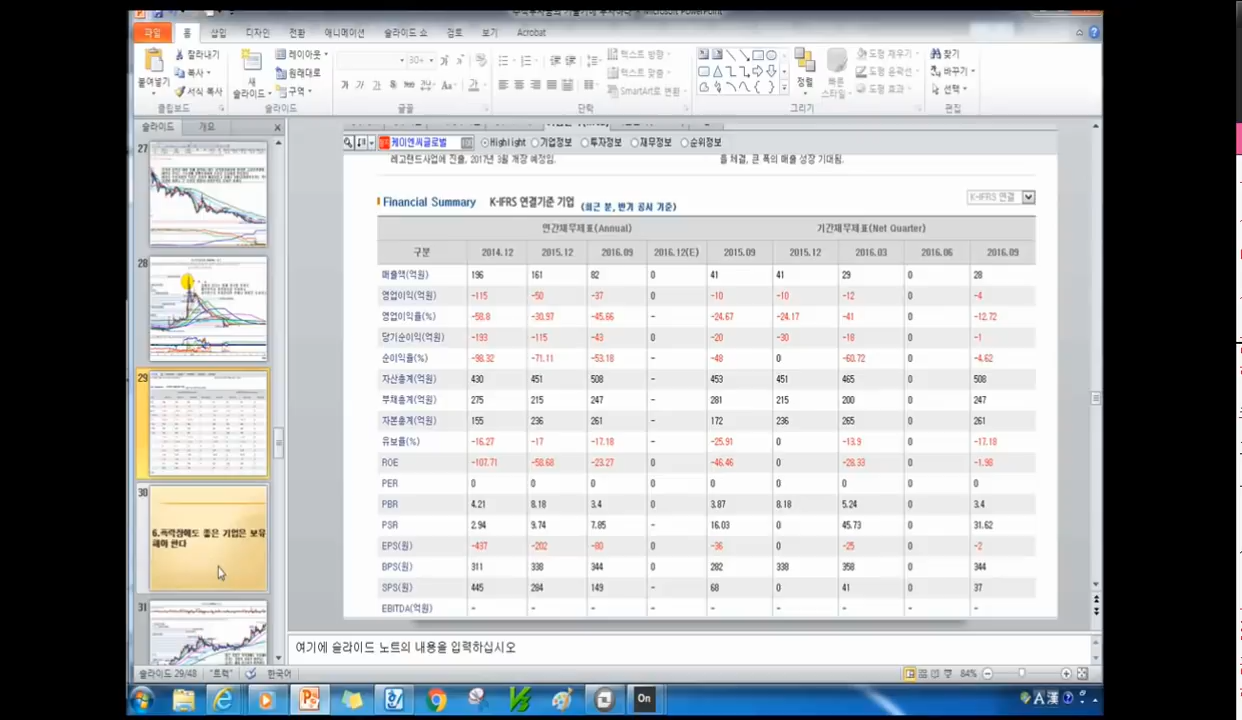 파일 홈 삽입 디자인 전환 애니메이션 슬라이드 쇼 검토 보기 Acrobat
붙여넣기 잘라내기 복사 서식 복사
새 슬라이드 레이아웃 원래대로 구역
텍스트 방향 텍스트 맞춤 SmartArt로 변환
정렬 빠른 스타일 도형 채우기 도형 윤곽선 도형 효과
찾기 바꾸기 선택
클립보드 슬라이드 글꼴 단락 그리기 편집
슬라이드 개요
케이엔씨글로벌 Highlight 기업정보 투자정보 재무정보 순위정보
레고랜드사업에 진출, 2017년 3월 개장 예정임. 을 체결, 큰 폭의 매출 성장 기대됨.
Financial Summary K-IFRS 연결기준 기업 (최근 분, 반기 공시 기준) K-IFRS 연결
연간재무제표(Annual) 기간재무제표(Net Quarter)
구분 2014.12 2015.12 2016.09 2016.12(E) 2015.09 2015.12 2016.03 2016.06 2016.09
매출액(억원) 196 161 82 0 41 41 29 0 28
영업이익(억원) -115 -50 -37 0 -10 -10 -12 0 -4
영업이익률(%) -58.8 -30.97 -45.66 0 -24.67 -24.17 -41 0 -12.72
당기순이익(억원) -193 -115 -43 0 -20 -30 -18 0 -1
순이익률(%) -98.32 -71.11 -53.18 - -48 0 -60.72 0 -4.62
자산총계(억원) 430 451 508 - 453 451 465 0 508
부채총계(억원) 275 215 247 - 281 215 200 0 247
자본총계(억원) 155 236 261 - 172 236 265 0 261
유보률(%) -16.27 -17 -17.18 - -25.91 0 -13.9 0 -17.18
ROE -107.71 -58.68 -23.27 0 -46.46 0 -28.33 0 -1.98
PER 0 0 0 0 0 0 0 0 0
PBR 4.21 8.18 3.4 0 3.87 8.18 5.24 0 3.4
PSR 2.94 9.74 7.85 - 16.03 0 45.73 0 31.62
EPS(원) -437 -202 -80 0 -36 0 -25 0 -2
BPS(원) 311 338 344 0 282 338 358 0 344
SPS(원) 445 284 149 - 68 0 41 0 37
EBITDA(억원) - - - - - - - - -
27
28
29
30
6.폭락장에도 좋은 기업은 보유
해야 한다
31
여기에 슬라이드 노트의 내용을 입력하십시오
슬라이드 29/48 "트랙" 한국어 84%
On A 漢